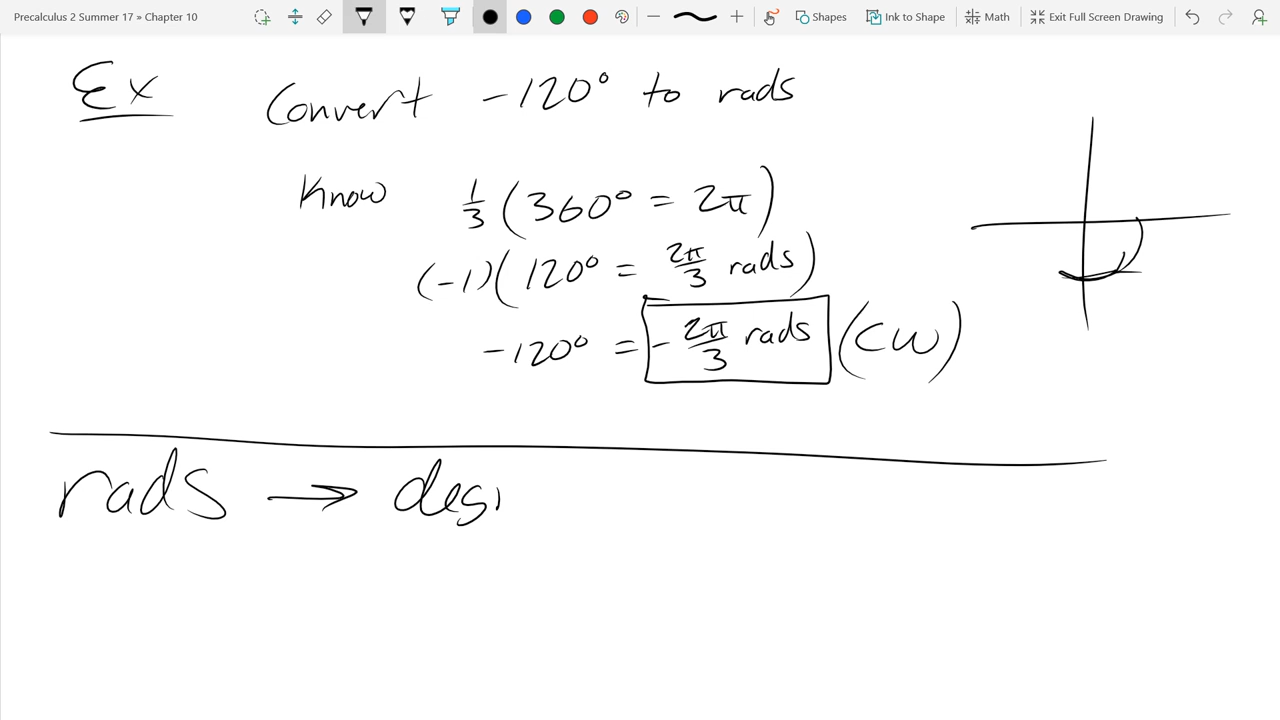 Precalculus 2 Summer 17 » Chapter 10
Shapes
Ink to Shape
Math
Exit Full Screen Drawing
Ex Convert -120° to rads
Know 1/3 (360° = 2π)
(-1)(120° = 2π/3 rads)
-120° = -2π/3 rads (CW)
rads → deg